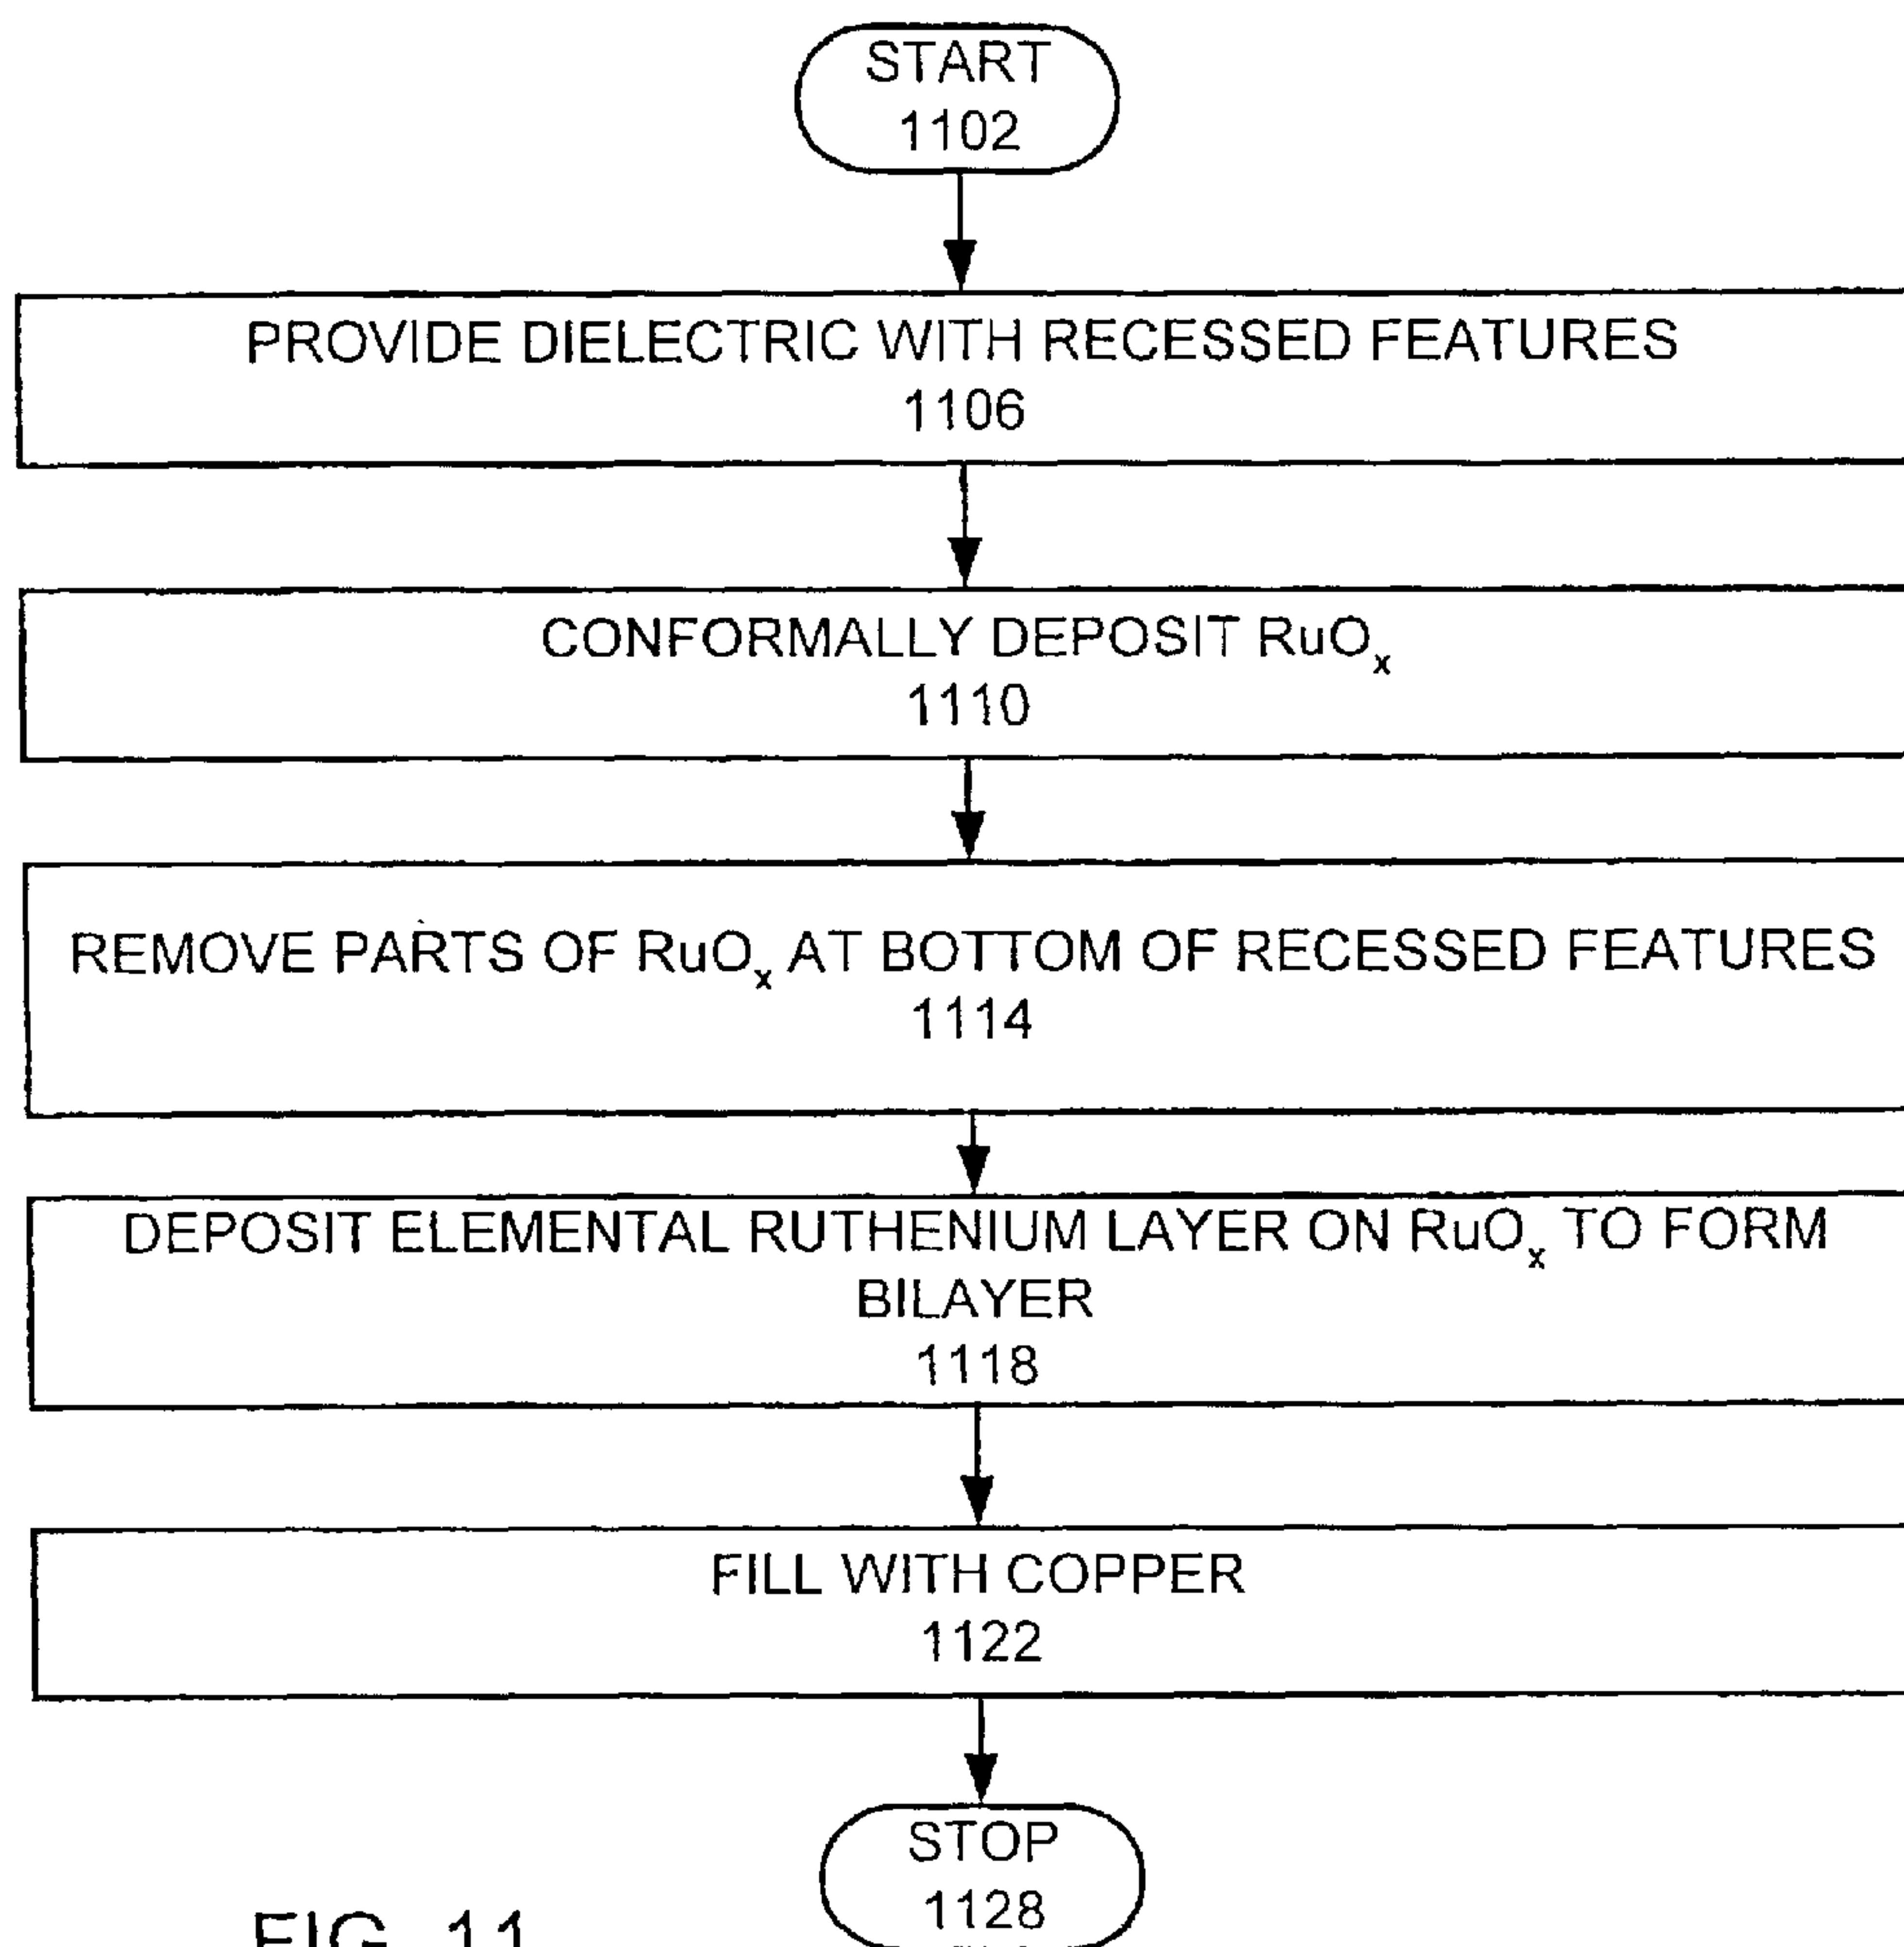 START
1102
PROVIDE DIELECTRIC WITH RECESSED FEATURES
1106
CONFORMALLY DEPOSIT RuOₓ
1110
REMOVE PARTS OF RuOₓ AT BOTTOM OF RECESSED FEATURES
1114
DEPOSIT ELEMENTAL RUTHENIUM LAYER ON RuOₓ TO FORM
BILAYER
1118
FILL WITH COPPER
1122
STOP
1128
FIG. 11